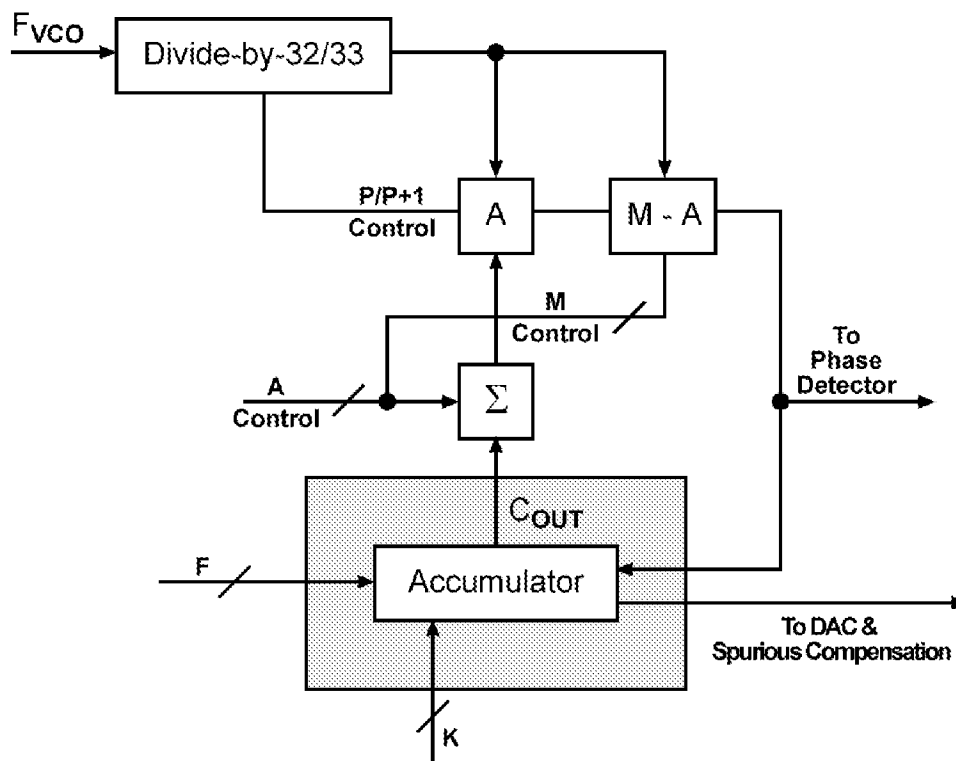 FVCO
Divide-by-32/33
P/P+1
Control
A
M - A
M
Control
To
Phase
Detector
A
Control
Σ
COUT
F
Accumulator
To DAC &
Spurious Compensation
K